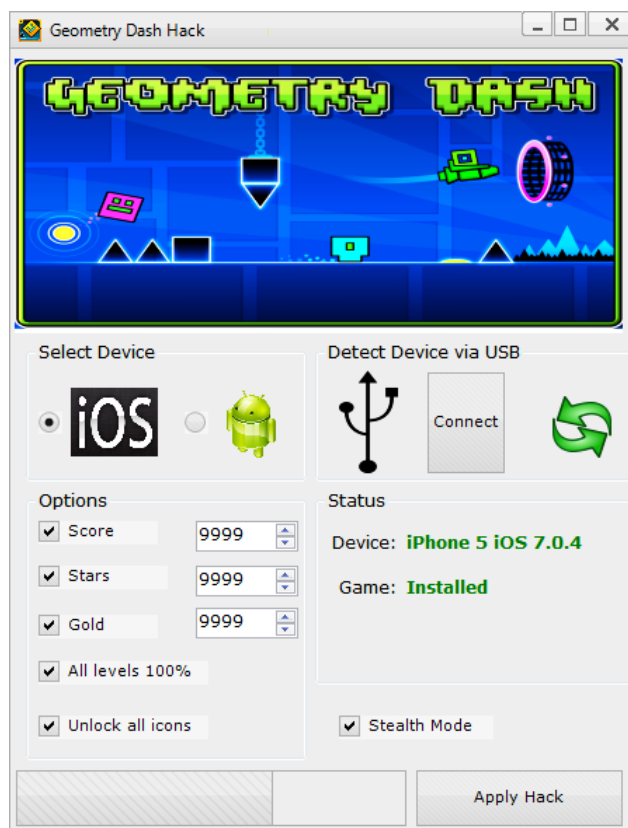 Geometry Dash Hack
GEOMETRY DASH
Select Device
iOS
Detect Device via USB
Connect
Options
Score
9999
Stars
9999
Gold
9999
All levels 100%
Unlock all icons
Status
Device: iPhone 5 iOS 7.0.4
Game: Installed
Stealth Mode
Apply Hack